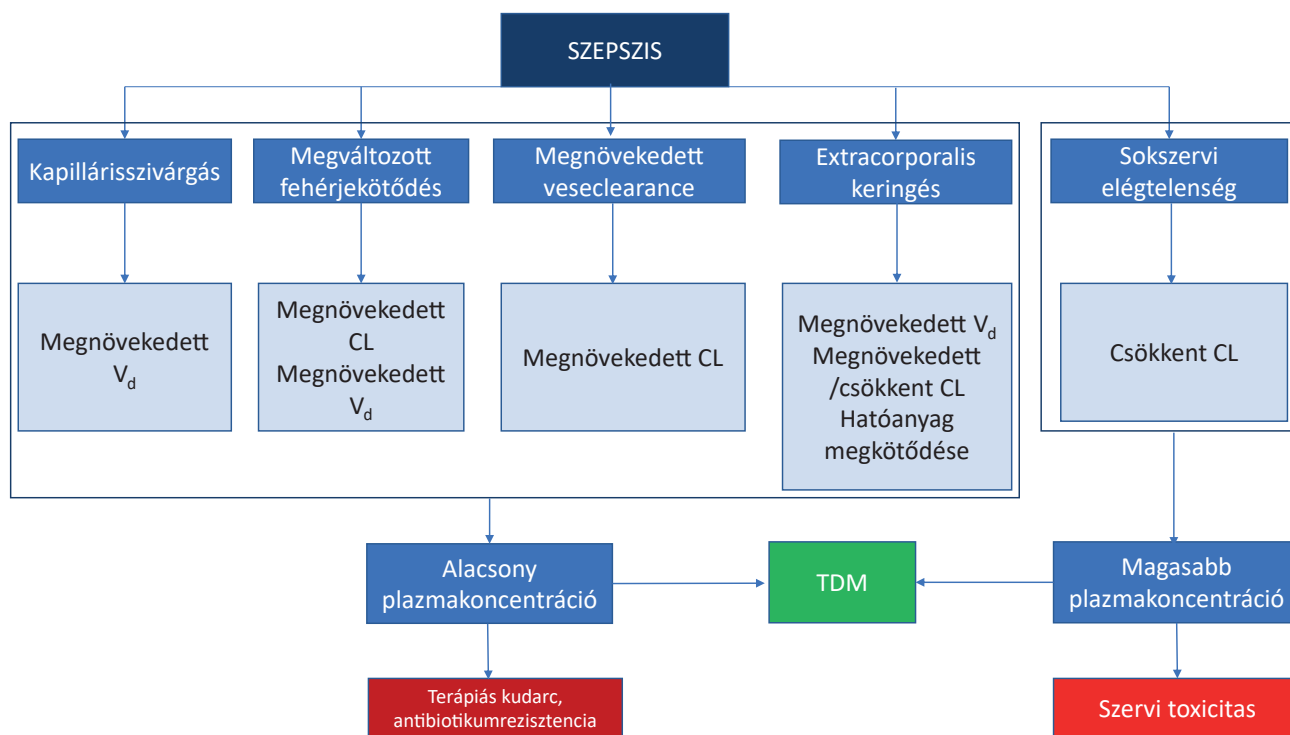 SZEPSZIS
Kapillárisszivárgás
Megváltozott
fehérjekötődés
Megnövekedett
veseclearance
Extracorporalis
keringés
Sokszervi
elégtelenség
Megnövekedett
Vd
Megnövekedett
CL
Megnövekedett
Vd
Megnövekedett CL
Megnövekedett Vd
Megnövekedett
/csökkent CL
Hatóanyag
megkötődése
Csökkent CL
Alacsony
plazmakoncentráció
TDM
Magasabb
plazmakoncentráció
Terápiás kudarc,
antibiotikumrezisztencia
Szervi toxicitas